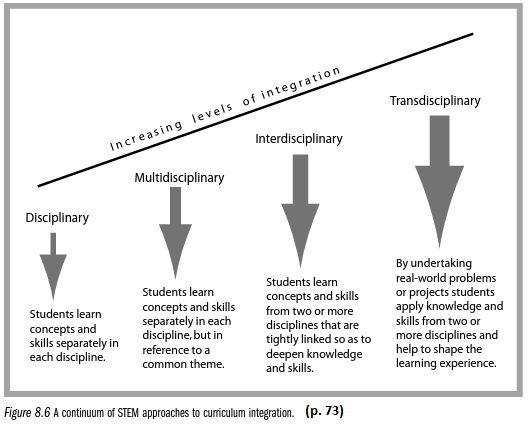 Increasing levels of integration
Transdisciplinary
Interdisciplinary
Multidisciplinary
Disciplinary
Students learn
concepts and
skills separately in
each discipline.
Students learn
concepts and skills
separately in each
discipline, but in
reference to a
common theme.
Students learn
concepts and skills
from two or more
disciplines that are
tightly linked so as to
deepen knowledge
and skills.
By undertaking
real-world problems
or projects students
apply knowledge and
skills from two or
more disciplines and
help to shape the
learning experience.
Figure 8.6 A continuum of STEM approaches to curriculum integration. (p. 73)